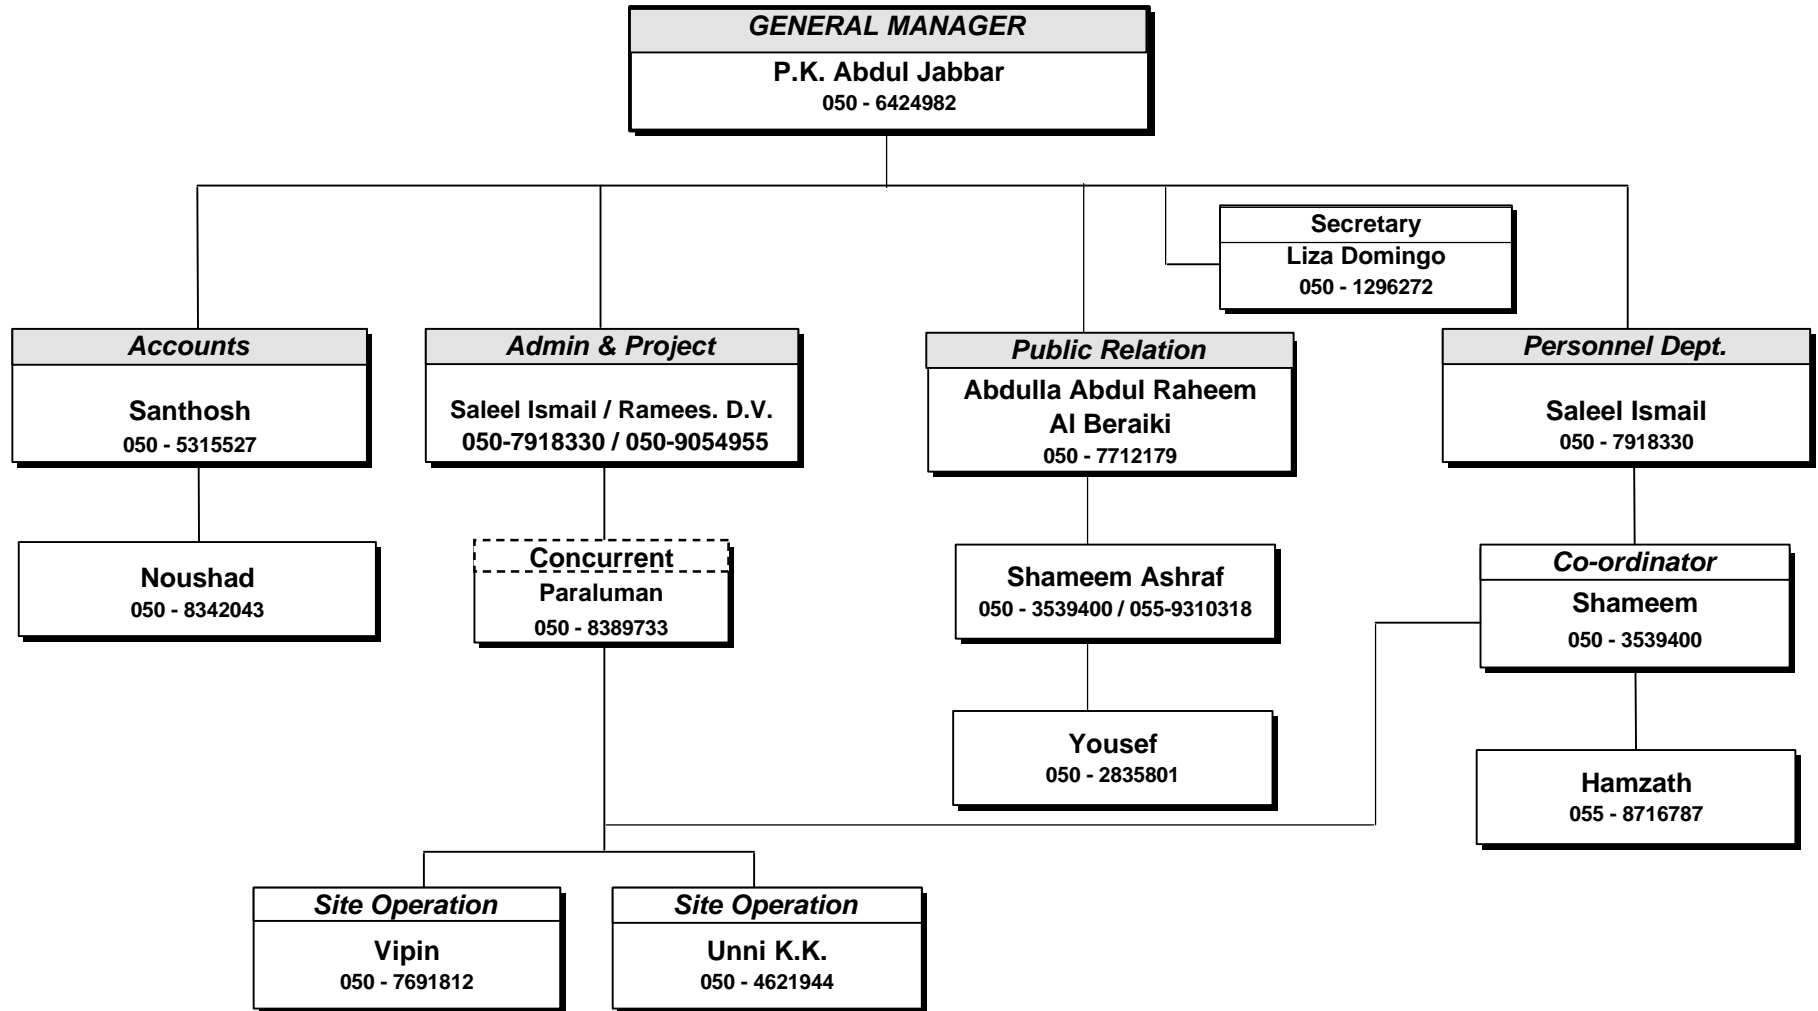 GENERAL MANAGER
P.K. Abdul Jabbar
050 - 6424982
Secretary
Liza Domingo
050 - 1296272
Accounts
Santhosh
050 - 5315527
Admin & Project
Saleel Ismail / Ramees. D.V.
050-7918330 / 050-9054955
Public Relation
Abdulla Abdul Raheem
Al Beraiki
050 - 7712179
Personnel Dept.
Saleel Ismail
050 - 7918330
Noushad
050 - 8342043
Concurrent
Paraluman
050 - 8389733
Shameem Ashraf
050 - 3539400 / 055-9310318
Co-ordinator
Shameem
050 - 3539400
Yousef
050 - 2835801
Hamzath
055 - 8716787
Site Operation
Vipin
050 - 7691812
Site Operation
Unni K.K.
050 - 4621944